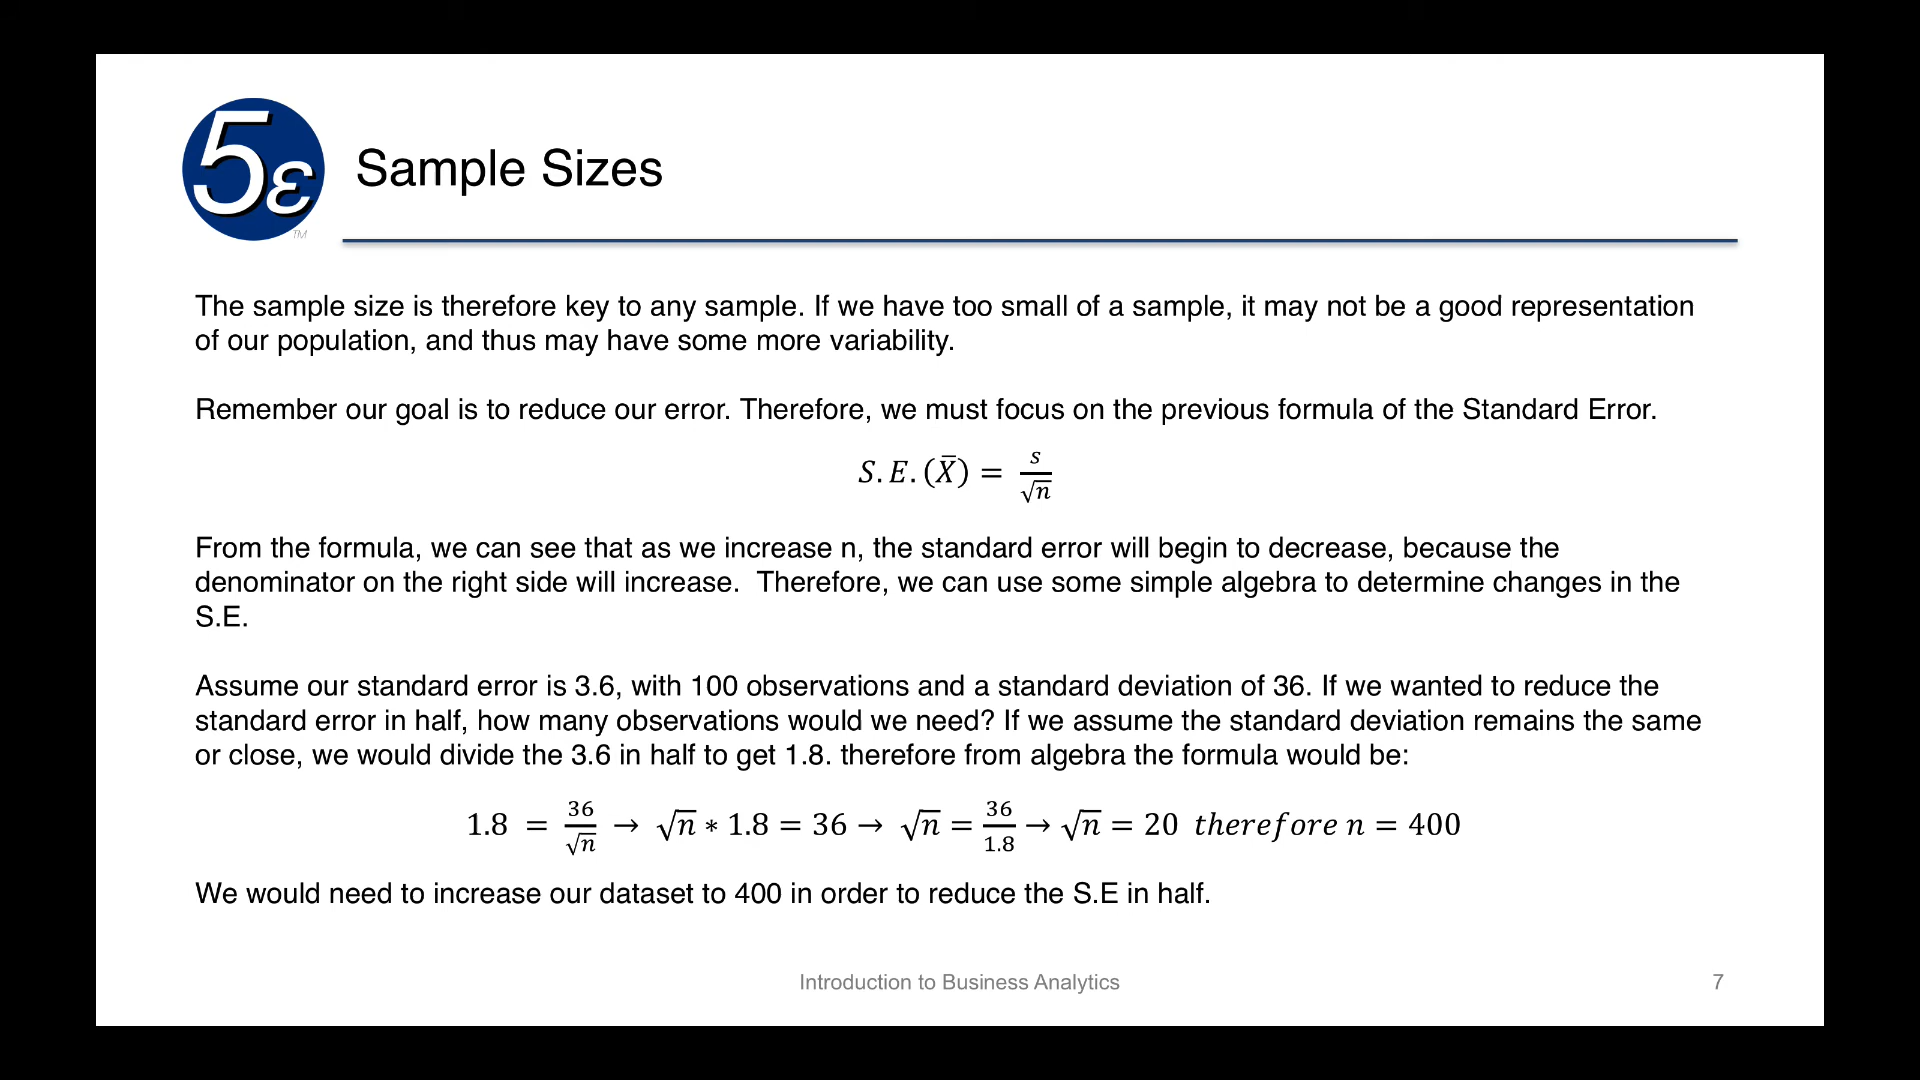 5ε
TM
Sample Sizes
The sample size is therefore key to any sample. If we have too small of a sample, it may not be a good representation
of our population, and thus may have some more variability.
Remember our goal is to reduce our error. Therefore, we must focus on the previous formula of the Standard Error.
S.E.(X̄) = s/√n
From the formula, we can see that as we increase n, the standard error will begin to decrease, because the
denominator on the right side will increase.  Therefore, we can use some simple algebra to determine changes in the
S.E.
Assume our standard error is 3.6, with 100 observations and a standard deviation of 36. If we wanted to reduce the
standard error in half, how many observations would we need? If we assume the standard deviation remains the same
or close, we would divide the 3.6 in half to get 1.8. therefore from algebra the formula would be:
1.8 = 36/√n → √n ∗ 1.8 = 36 → √n = 36/1.8 → √n = 20 therefore n = 400
We would need to increase our dataset to 400 in order to reduce the S.E in half.
Introduction to Business Analytics
7